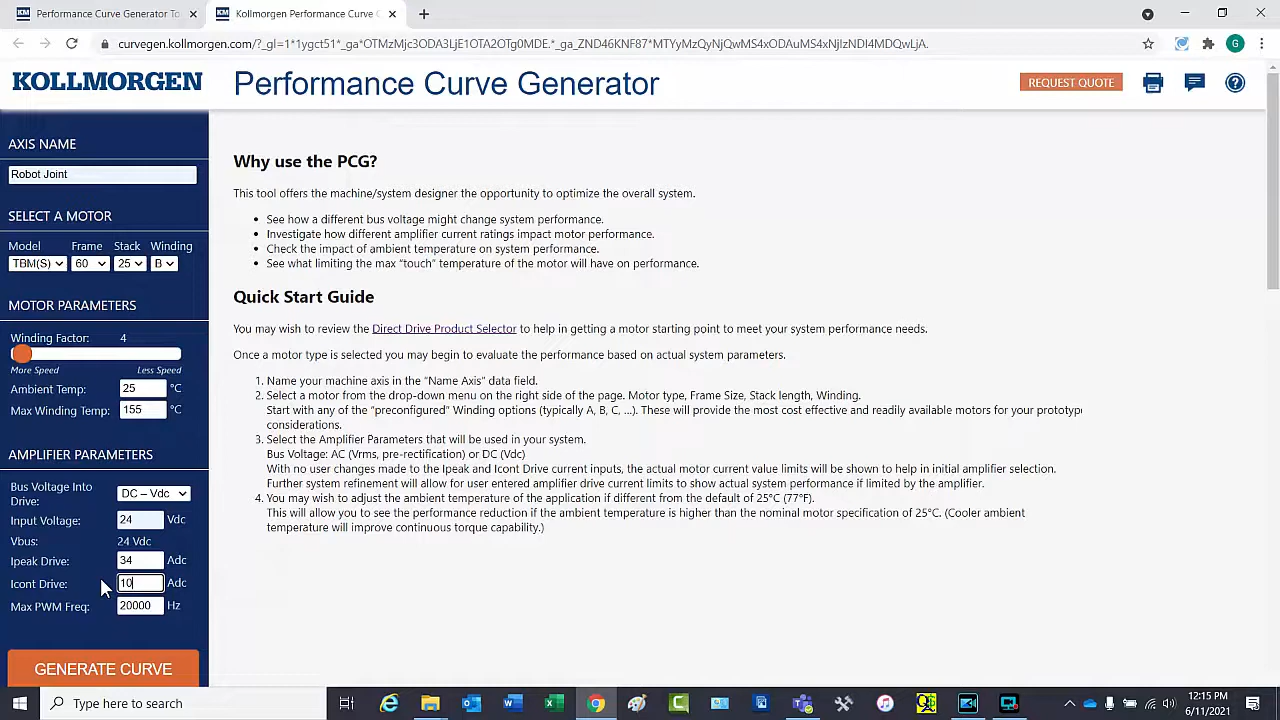 Performance Curve Generator To
Kollmorgen Performance Curve
curvegen.kollmorgen.com/?_gl=1*1ygct51*_ga*OTMzMjc3ODA3LjE1OTA2OTg0MDE.*_ga_ZND46KNF87*MTYyMzQyNjQwMS4xODAuMS4xNjIzNDI4MDQwLjA.
G
KOLLMORGEN
Performance Curve Generator
REQUEST QUOTE
AXIS NAME
Robot Joint
SELECT A MOTOR
Model Frame Stack Winding
TBM(S) 60 25 B
MOTOR PARAMETERS
Winding Factor: 4
More Speed Less Speed
Ambient Temp: 25 °C
Max Winding Temp: 155 °C
AMPLIFIER PARAMETERS
Bus Voltage Into Drive: DC – Vdc
Input Voltage: 24 Vdc
Vbus: 24 Vdc
Ipeak Drive: 34 Adc
Icont Drive: 10 Adc
Max PWM Freq: 20000 Hz
GENERATE CURVE
Why use the PCG?
This tool offers the machine/system designer the opportunity to optimize the overall system.
• See how a different bus voltage might change system performance.
• Investigate how different amplifier current ratings impact motor performance.
• Check the impact of ambient temperature on system performance.
• See what limiting the max “touch” temperature of the motor will have on performance.
Quick Start Guide
You may wish to review the Direct Drive Product Selector to help in getting a motor starting point to meet your system performance needs.
Once a motor type is selected you may begin to evaluate the performance based on actual system parameters.
1. Name your machine axis in the “Name Axis” data field.
2. Select a motor from the drop-down menu on the right side of the page. Motor type, Frame Size, Stack length, Winding.
Start with any of the “preconfigured” Winding options (typically A, B, C, ...). These will provide the most cost effective and readily available motors for your prototyp
considerations.
3. Select the Amplifier Parameters that will be used in your system.
Bus Voltage: AC (Vrms, pre-rectification) or DC (Vdc)
With no user changes made to the Ipeak and Icont Drive current inputs, the actual motor current value limits will be shown to help in initial amplifier selection.
Further system refinement will allow for user entered amplifier drive current limits to show actual system performance if limited by the amplifier.
4. You may wish to adjust the ambient temperature of the application if different from the default of 25°C (77°F).
This will allow you to see the performance reduction if the ambient temperature is higher than the nominal motor specification of 25°C. (Cooler ambient
temperature will improve continuous torque capability.)
Type here to search
12:15 PM
6/11/2021